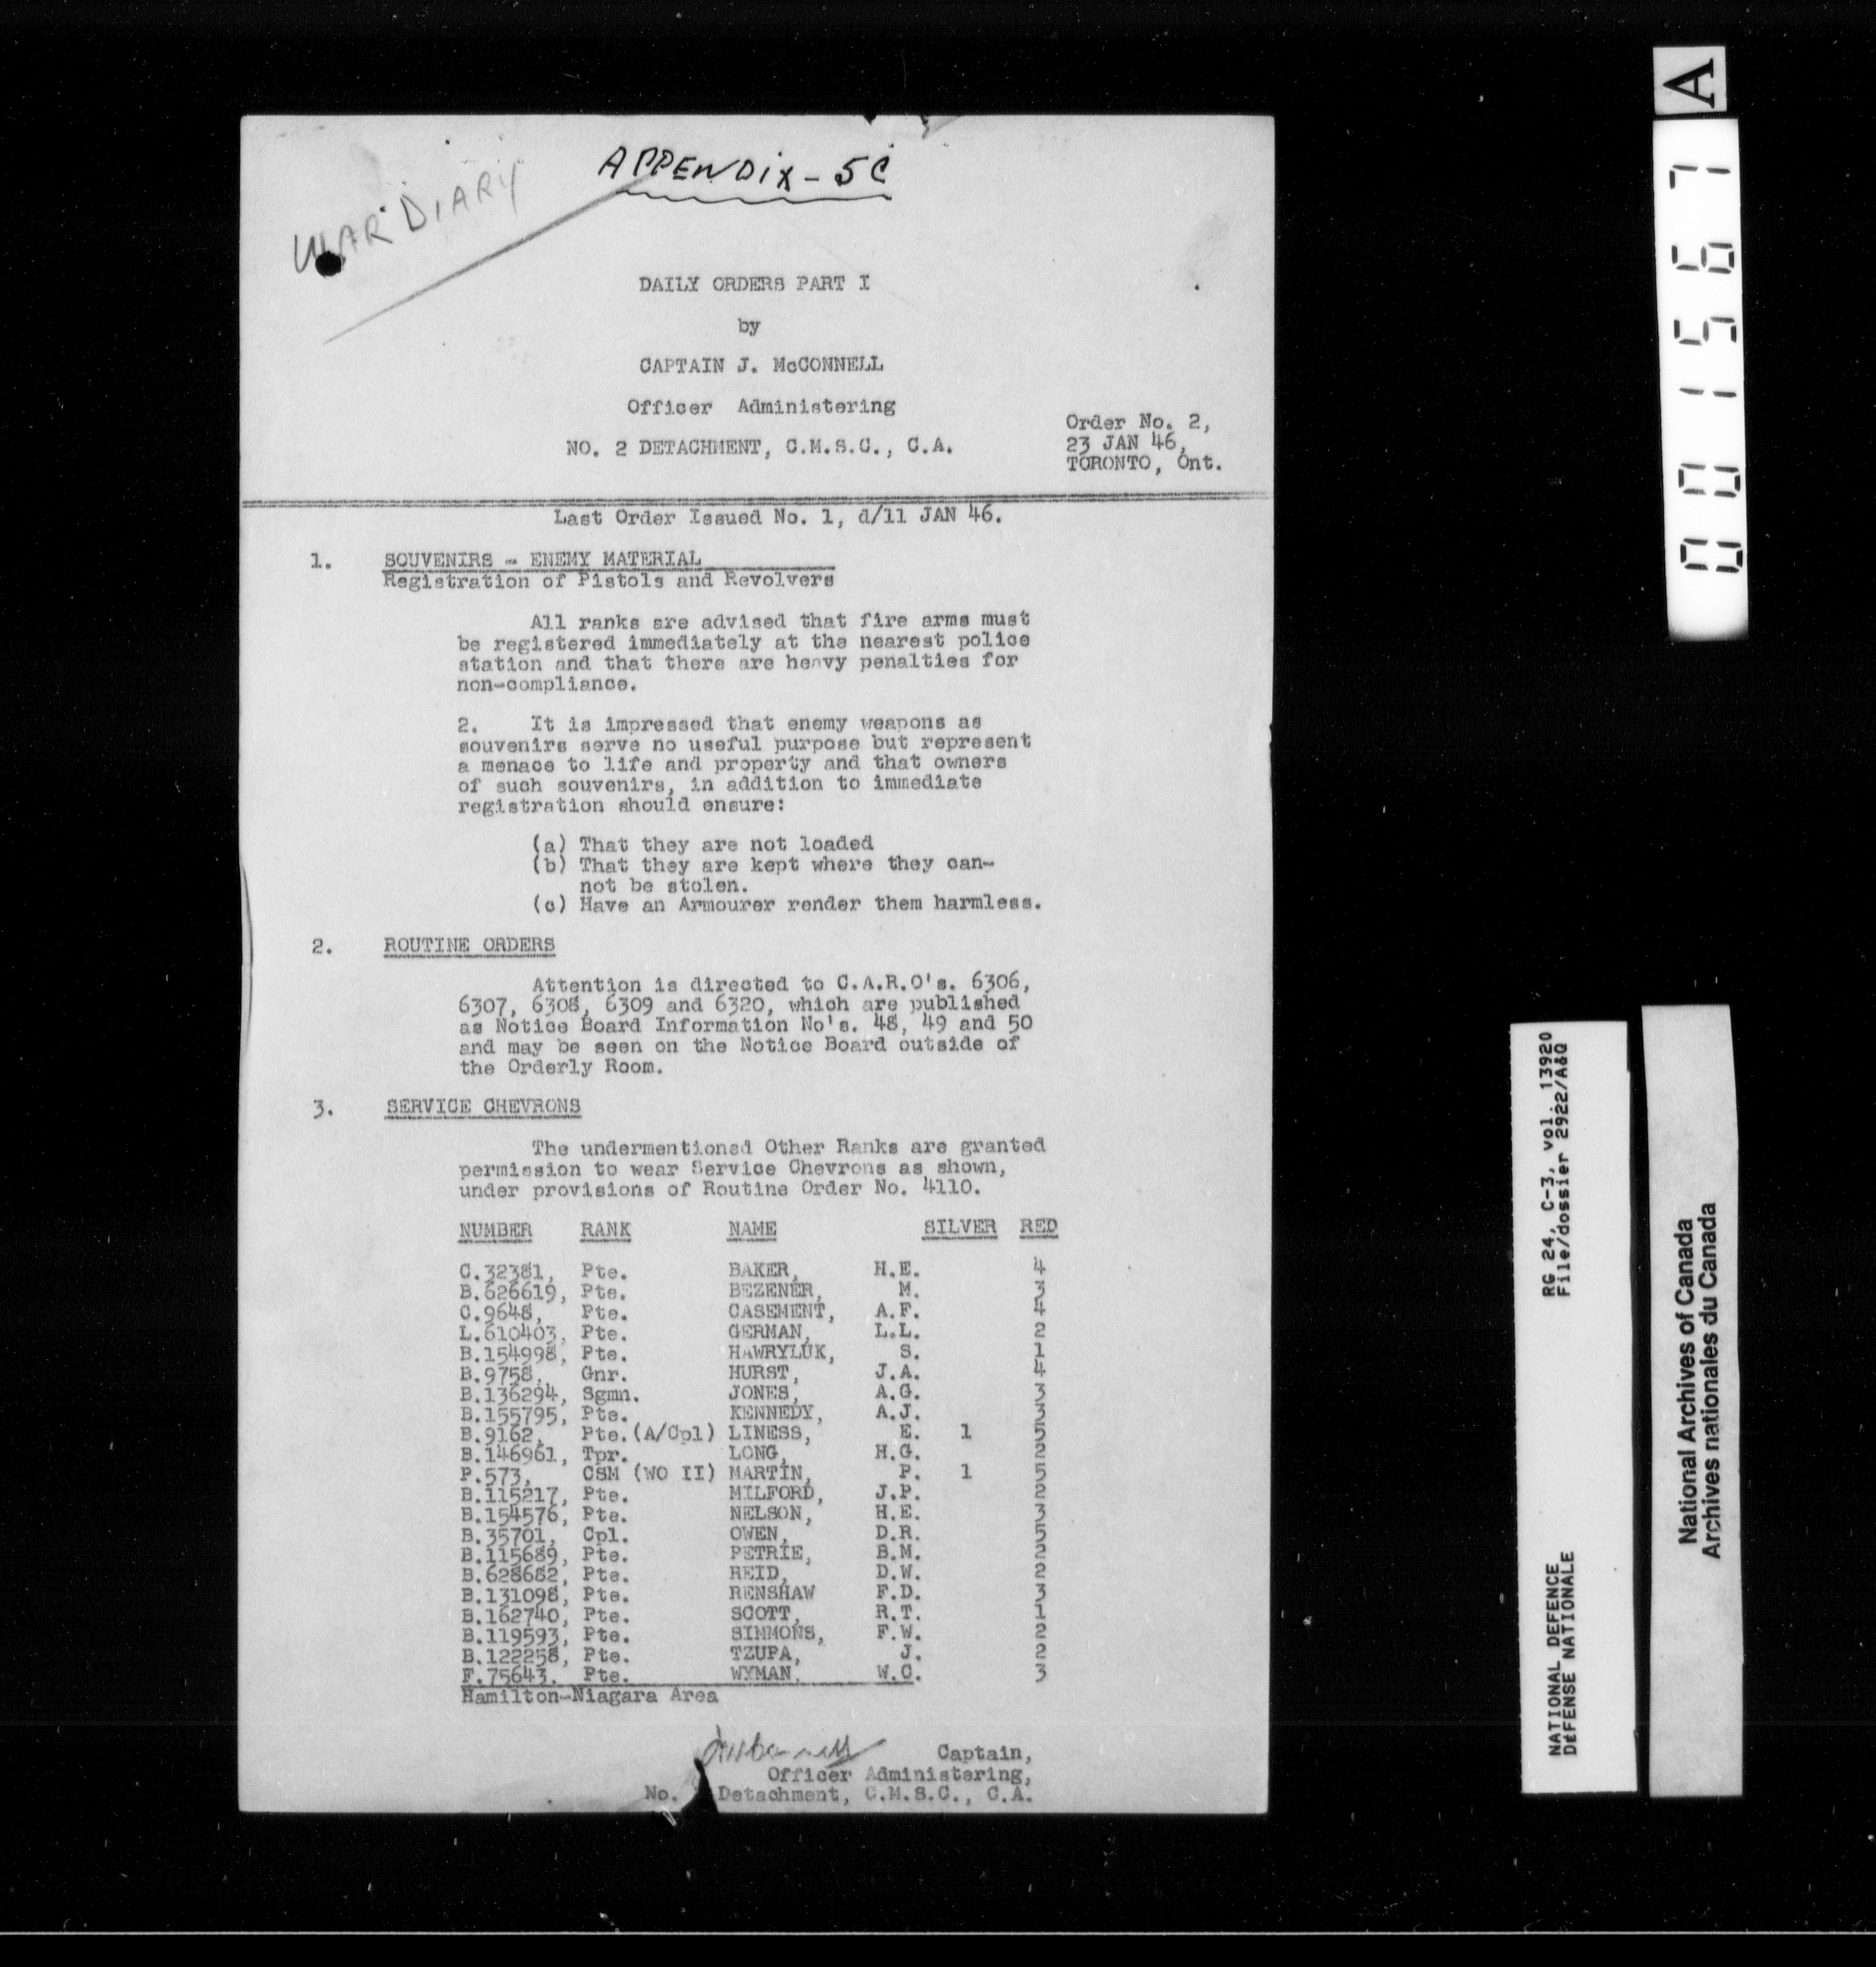 APPENDIX - 5C
WAR DIARY
DAILY ORDERS PART I
by
CAPTAIN J. McCONNELL
Officer Administering
NO. 2 DETACHMENT, C.M.S.C., C.A.
Order No. 2,
23 JAN 46,
TORONTO, Ont.
Last Order Issued No. 1, d/11 JAN 46.
1. SOUVENIRS - ENEMY MATERIAL
Registration of Pistols and Revolvers
All ranks are advised that fire arms must
be registered immediately at the nearest police
station and that there are heavy penalties for
non-compliance.
2. It is impressed that enemy weapons as
souvenirs serve no useful purpose but represent
a menace to life and property and that owners
of such souvenirs, in addition to immediate
registration should ensure:
(a) That they are not loaded
(b) That they are kept where they can-
not be stolen.
(c) Have an Armourer render them harmless.
2. ROUTINE ORDERS
Attention is directed to C.A.R.O's. 6306,
6307, 6308, 6309 and 6320, which are published
as Notice Board Information No's. 48, 49 and 50
and may be seen on the Notice Board outside of
the Orderly Room.
3. SERVICE CHEVRONS
The undermentioned Other Ranks are granted
permission to wear Service Chevrons as shown,
under provisions of Routine Order No. 4110.
NUMBER RANK NAME SILVER RED
C.32381, Pte. BAKER, H.E. 4
B.626619, Pte. BEZENER, M. 3
C.9648, Pte. CASEMENT, A.F. 4
L.610403, Pte. GERMAN, L.L. 2
B.154998, Pte. HAWRYLUK, S. 1
B.9758, Gnr. HURST, J.A. 4
B.136294, Sgmn. JONES, A.G. 3
B.155795, Pte. KENNEDY, A.J. 3
B.9162, Pte.(A/Cpl) LINESS, E. 1 5
B.146961, Tpr. LONG, H.G. 2
P.573, CSM (WO II) MARTIN, P. 1 5
B.115217, Pte. MILFORD, J.P. 2
B.154576, Pte. NELSON, H.E. 3
B.35701, Cpl. OWEN, D.R. 5
B.115689, Pte. PETRIE, B.M. 2
B.628682, Pte. REID, D.W. 2
B.131098, Pte. RENSHAW F.D. 3
B.162740, Pte. SCOTT, R.T. 1
B.119593, Pte. SIMMONS, F.W. 2
B.122258, Pte. TZUPA, J. 2
F.75643, Pte. WYMAN, W.C. 3
Hamilton-Niagara Area
Captain,
Officer Administering,
No. Detachment, C.M.S.C., C.A.
A
001567
RG 24, C-3, vol. 13920
File/dossier 2922/A&Q
NATIONAL DEFENCE
DÉFENSE NATIONALE
National Archives of Canada
Archives nationales du Canada